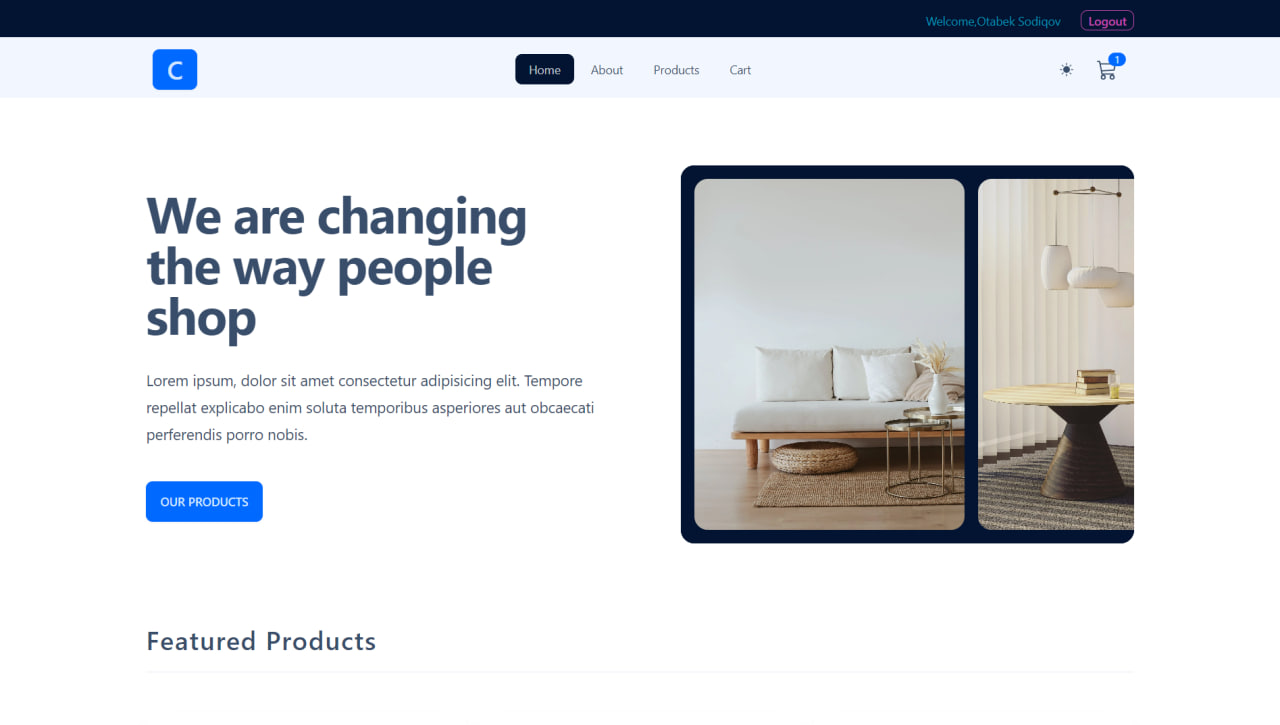 Welcome,Otabek Sodiqov
Logout
C
Home
About
Products
Cart
1
We are changing
the way people
shop
Lorem ipsum, dolor sit amet consectetur adipisicing elit. Tempore
repellat explicabo enim soluta temporibus asperiores aut obcaecati
perferendis porro nobis.
OUR PRODUCTS
Featured Products